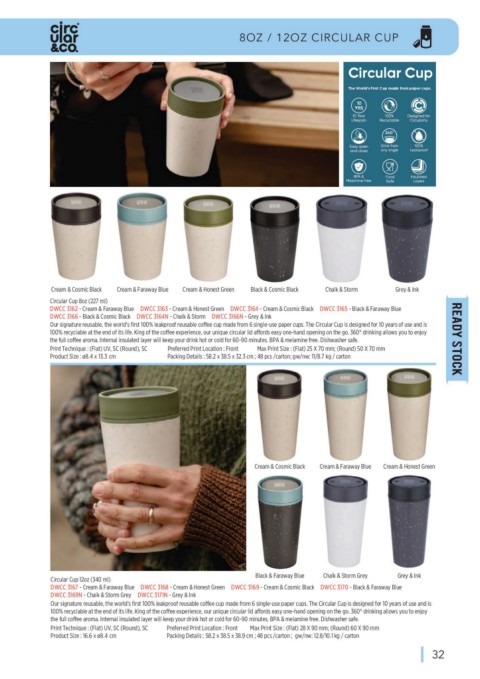 circ
ular
&co.
8OZ / 12OZ CIRCULAR CUP
Circular Cup
The World's First Cup made from paper cups.
10 YRS
10 Year Lifespan
100% Recyclable
Designed for Circularity
Easy open and close
360°
Drink from any angle
100% Leakproof
BPA & Melamine free
Food Safe
Insulated Layers
Cream & Cosmic Black
Cream & Faraway Blue
Cream & Honest Green
Black & Cosmic Black
Chalk & Storm
Grey & Ink
Circular Cup 8oz (227 ml)
DWCC 3162 - Cream & Faraway Blue DWCC 3163 - Cream & Honest Green DWCC 3164 - Cream & Cosmic Black DWCC 3165 - Black & Faraway Blue
DWCC 3166 - Black & Cosmic Black DWCC 3164N - Chalk & Storm DWCC 3166N - Grey & Ink
Our signature reusable, the world's first 100% leakproof reusable coffee cup made from 6 single-use paper cups. The Circular Cup is designed for 10 years of use and is
100% recyclable at the end of its life. King of the coffee experience, our unique circular lid affords easy one-hand opening on the go. 360° drinking allows you to enjoy
the full coffee aroma. Internal insulated layer will keep your drink hot or cold for 60-90 minutes, BPA & melamine free. Dishwasher safe.
Print Technique : (Flat) UV, SC (Round), SC Preferred Print Location : Front Max Print Size : (Flat) 25 X 70 mm; (Round) 50 X 70 mm
Product Size : ø8.4 x 13.3 cm Packing Details : 58.2 x 38.5 x 32.3 cm ; 48 pcs /carton; gw/nw: 11/8.7 kg / carton
READY STOCK
Cream & Cosmic Black
Cream & Faraway Blue
Cream & Honest Green
Black & Faraway Blue
Chalk & Storm Grey
Grey & Ink
Circular Cup 12oz (340 ml)
DWCC 3167 - Cream & Faraway Blue DWCC 3168 - Cream & Honest Green DWCC 3169 - Cream & Cosmic Black DWCC 3170 - Black & Faraway Blue
DWCC 3169N - Chalk & Storm Grey DWCC 3171N - Grey & Ink
Our signature reusable, the world's first 100% leakproof reusable coffee cup made from 6 single-use paper cups. The Circular Cup is designed for 10 years of use and is
100% recyclable at the end of its life. King of the coffee experience, our unique circular lid affords easy one-hand opening on the go. 360° drinking allows you to enjoy
the full coffee aroma. Internal insulated layer will keep your drink hot or cold for 60-90 minutes, BPA & melamine free. Dishwasher safe.
Print Technique : (Flat) UV, SC (Round), SC Preferred Print Location : Front Max Print Size : (Flat) 28 X 90 mm; (Round) 60 X 90 mm
Product Size : 16.6 x ø8.4 cm Packing Details : 58.2 x 38.5 x 38.9 cm ; 48 pcs /carton ; gw/nw: 12.8/10.1 kg / carton
32